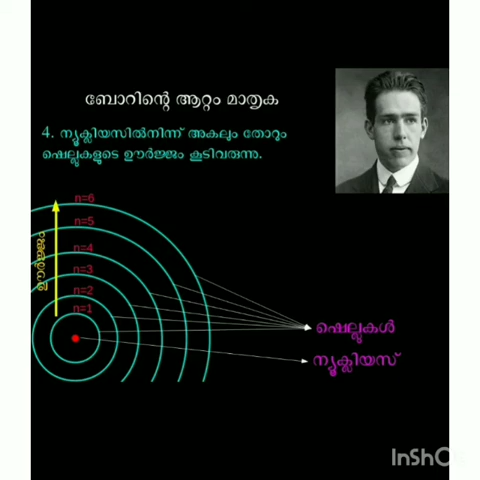 ബോറിന്റെ ആറ്റം മാതൃക
4. ന്യൂക്ലിയസിൽനിന്ന് അകലും തോറും
ഷെല്ലുകളുടെ ഊർജ്ജം കൂടിവരുന്നു.
n=6
n=5
n=4
n=3
n=2
n=1
ഊർജ്ജം
ഷെല്ലുകൾ
ന്യൂക്ലിയസ്
InShO